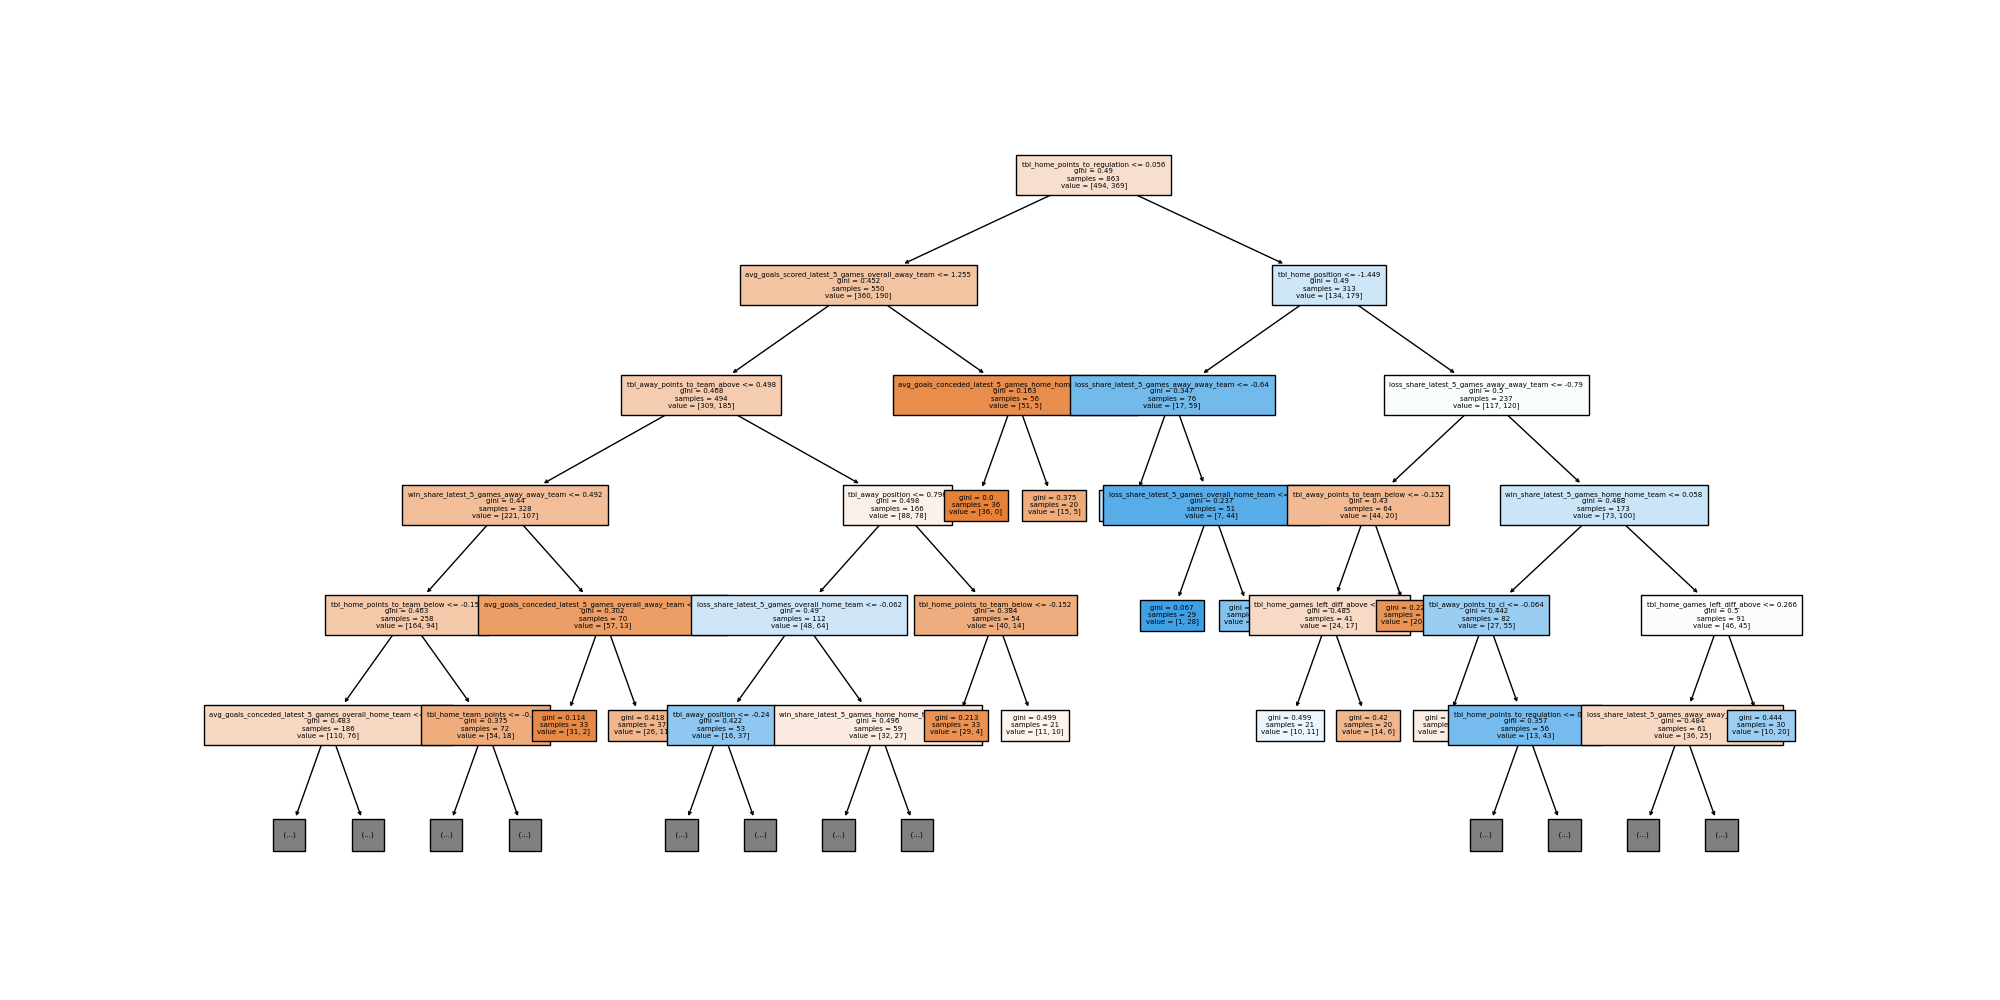 tbl_home_points_to_regulation <= 0.056
gini = 0.49
samples = 863
value = [494, 369]
avg_goals_scored_latest_5_games_overall_away_team <= 1.255
gini = 0.452
samples = 550
value = [360, 190]
tbl_home_position <= -1.449
gini = 0.49
samples = 313
value = [134, 179]
tbl_away_points_to_team_above <= 0.498
gini = 0.468
samples = 494
value = [309, 185]
avg_goals_conceded_latest_5_games_home_hom
gini = 0.163
samples = 56
value = [51, 5]
loss_share_latest_5_games_away_away_team <= -0.64
gini = 0.347
samples = 76
value = [17, 59]
loss_share_latest_5_games_away_away_team <= -0.79
gini = 0.5
samples = 237
value = [117, 120]
win_share_latest_5_games_away_away_team <= 0.492
gini = 0.44
samples = 328
value = [221, 107]
tbl_away_position <= 0.796
gini = 0.498
samples = 166
value = [88, 78]
gini = 0.0
samples = 36
value = [36, 0]
gini = 0.375
samples = 20
value = [15, 5]
loss_share_latest_5_games_overall_home_team <=
gini = 0.237
samples = 51
value = [7, 44]
tbl_away_points_to_team_below <= -0.152
gini = 0.43
samples = 64
value = [44, 20]
win_share_latest_5_games_home_home_team <= 0.058
gini = 0.488
samples = 173
value = [73, 100]
tbl_home_points_to_team_below <= -0.15
gini = 0.463
samples = 258
value = [164, 94]
avg_goals_conceded_latest_5_games_overall_away_team <
gini = 0.302
samples = 70
value = [57, 13]
loss_share_latest_5_games_overall_home_team <= -0.062
gini = 0.49
samples = 112
value = [48, 64]
tbl_home_points_to_team_below <= -0.152
gini = 0.384
samples = 54
value = [40, 14]
gini = 0.067
samples = 29
value = [1, 28]
gini =
sampl
value =
tbl_home_games_left_diff_above <
gini = 0.485
samples = 41
value = [24, 17]
gini = 0.22
samples =
value = [20
tbl_away_points_to_cl <= -0.064
gini = 0.442
samples = 82
value = [27, 55]
tbl_home_games_left_diff_above <= 0.266
gini = 0.5
samples = 91
value = [46, 45]
avg_goals_conceded_latest_5_games_overall_home_team <
gini = 0.483
samples = 186
value = [110, 76]
tbl_home_team_points <= -0.
gini = 0.375
samples = 72
value = [54, 18]
gini = 0.114
samples = 33
value = [31, 2]
gini = 0.418
samples = 37
value = [26, 11
tbl_away_position <= -0.24
gini = 0.422
samples = 53
value = [16, 37]
win_share_latest_5_games_home_home_t
gini = 0.496
samples = 59
value = [32, 27]
gini = 0.213
samples = 33
value = [29, 4]
gini = 0.499
samples = 21
value = [11, 10]
gini = 0.499
samples = 21
value = [10, 11]
gini = 0.42
samples = 20
value = [14, 6]
gini =
sample
value =
tbl_home_points_to_regulation <= 0
gini = 0.357
samples = 56
value = [13, 43]
loss_share_latest_5_games_away_away_
gini = 0.484
samples = 61
value = [36, 25]
gini = 0.444
samples = 30
value = [10, 20]
(...)
(...)
(...)
(...)
(...)
(...)
(...)
(...)
(...)
(...)
(...)
(...)